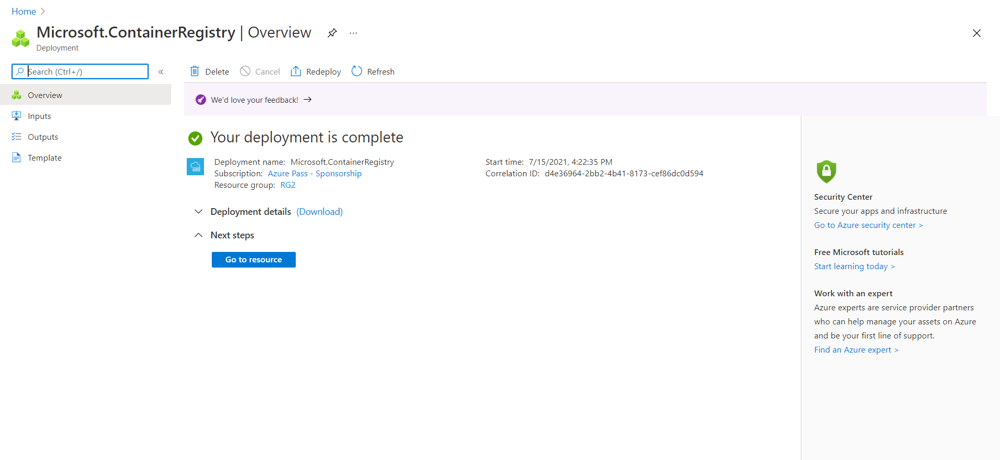 Home
Microsoft.ContainerRegistry | Overview
Deployment
Search (Ctrl+/)
Overview
Inputs
Outputs
Template
Delete
Cancel
Redeploy
Refresh
We'd love your feedback!
Your deployment is complete
Deployment name: Microsoft.ContainerRegistry
Subscription: Azure Pass - Sponsorship
Resource group: RG2
Start time: 7/15/2021, 4:22:35 PM
Correlation ID: d4e36964-2bb2-4b41-8173-cef86dc0d594
Deployment details (Download)
Next steps
Go to resource
Security Center
Secure your apps and infrastructure
Go to Azure security center >
Free Microsoft tutorials
Start learning today >
Work with an expert
Azure experts are service provider partners
who can help manage your assets on Azure
and be your first line of support.
Find an Azure expert >